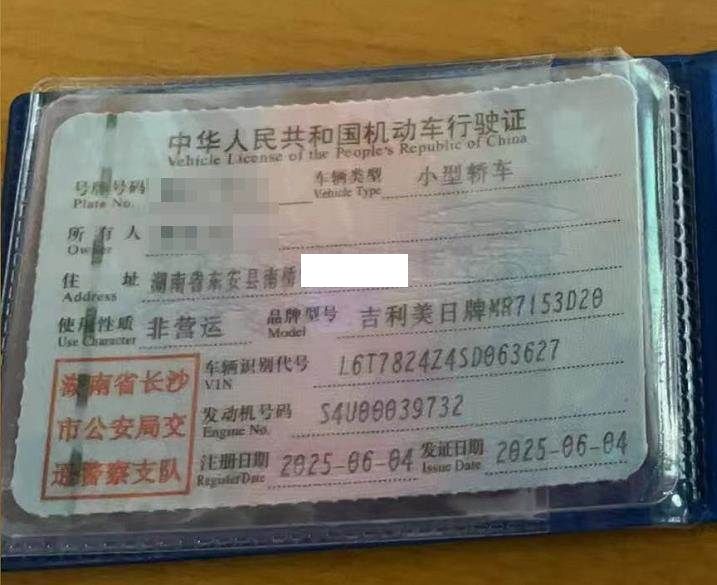 中华人民共和国机动车行驶证
Vehicle License of the People's Republic of China
号牌号码
Plate No.
车辆类型 小型轿车
Vehicle Type
所有人
Owner
住址 湖南省东安县南桥
Address
使用性质 非营运 品牌型号 吉利美日牌MR7153D20
Use Character Model
湖南省长沙
市公安局交
通警察支队
车辆识别代号 L6T7824Z4SD063627
VIN
发动机号码 S4U00039732
Engine No.
注册日期 2025-06-04 发证日期 2025-06-04
Register Date Issue Date